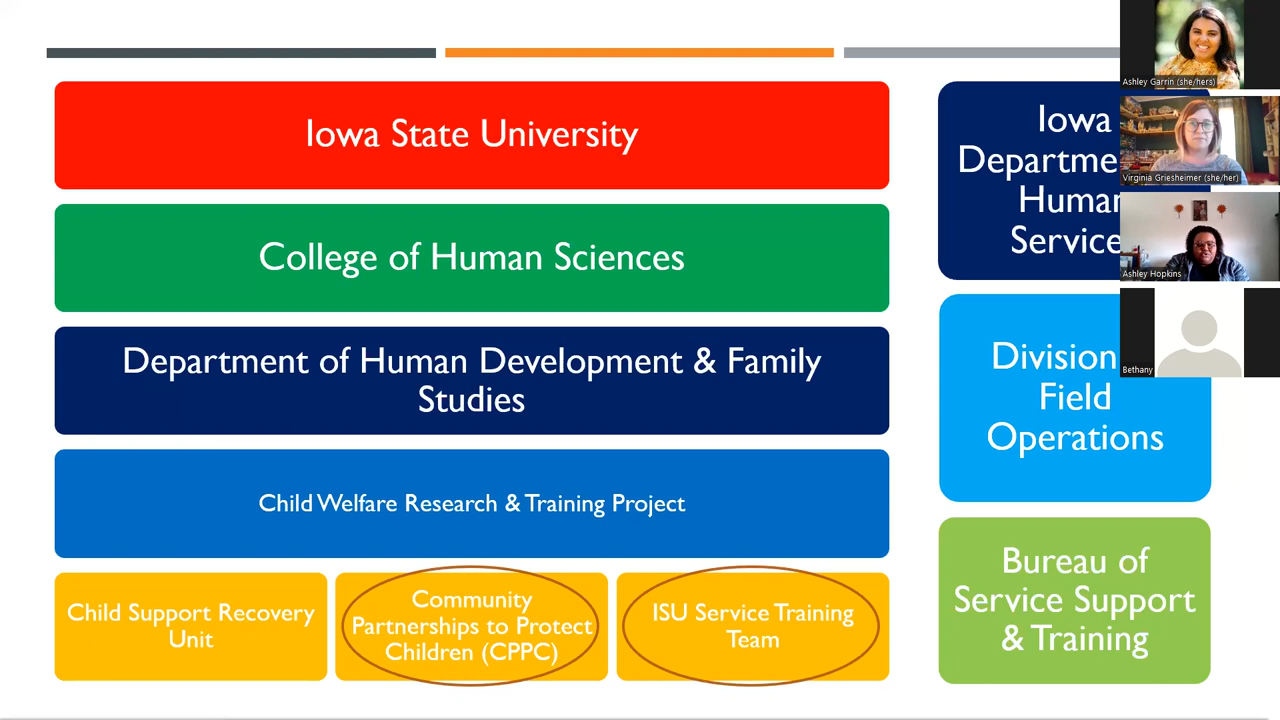 Iowa State University
College of Human Sciences
Department of Human Development & Family
Studies
Child Welfare Research & Training Project
Child Support Recovery
Unit
Community
Partnerships to Protect
Children (CPPC)
ISU Service Training
Team
Iowa
Departme
Human
Service
Division
Field
Operations
Bureau of
Service Support
& Training
Ashley Garrin (she/hers)
Virginia Griesheimer (she/her)
Ashley Hopkins
Bethany